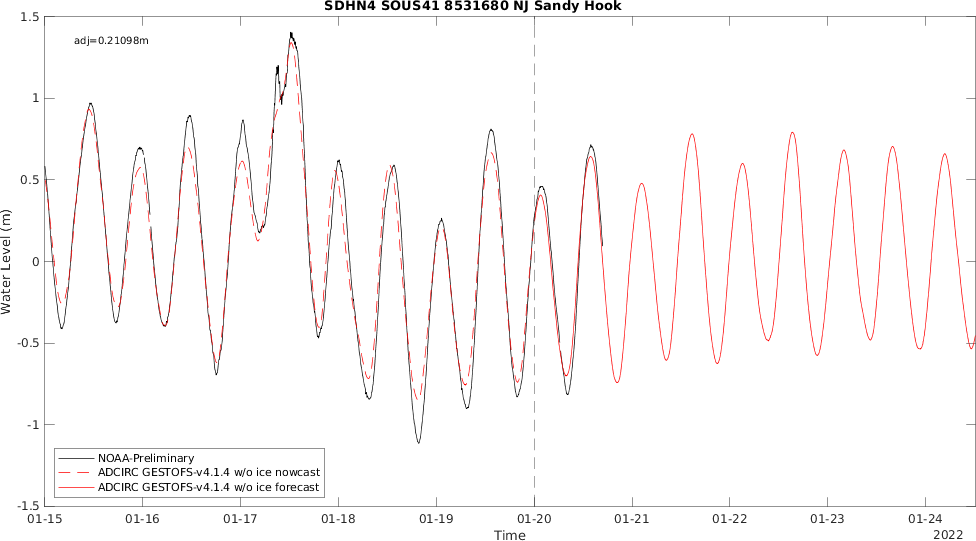 SDHN4 SOUS41 8531680 NJ Sandy Hook
adj=0.21098m
1.5
1
0.5
0
-0.5
-1
-1.5
Water Level (m)
NOAA-Preliminary
ADCIRC GESTOFS-v4.1.4 w/o ice nowcast
ADCIRC GESTOFS-v4.1.4 w/o ice forecast
01-15 01-16 01-17 01-18 01-19 01-20 01-21 01-22 01-23 01-24
Time
2022